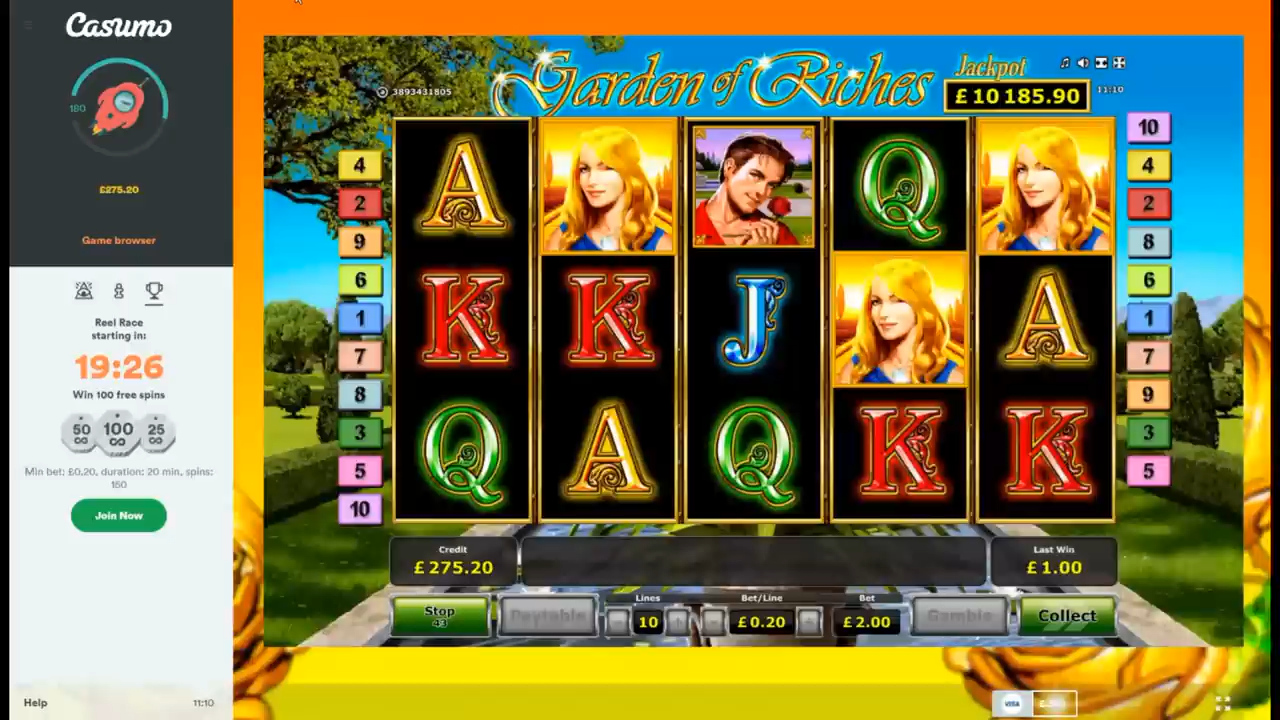 Casumo
180
£275.20
Game browser
Reel Race
starting in:
19:26
Win 100 free spins
50 100 25
Min bet: £0.20, duration: 20 min, spins:
150
Join Now
Help
11:10
Garden of Riches
Jackpot
£ 10 185.90
3893431805
11:10
4
2
9
6
1
7
8
3
5
10
A Q
K K J A
Q A Q K K
10
4
2
8
6
1
7
9
3
5
Credit
£ 275.20
Last Win
£ 1.00
Stop
43
Paytable
Lines
10
Bet/Line
£ 0.20
Bet
£ 2.00
Gamble
Collect
VISA